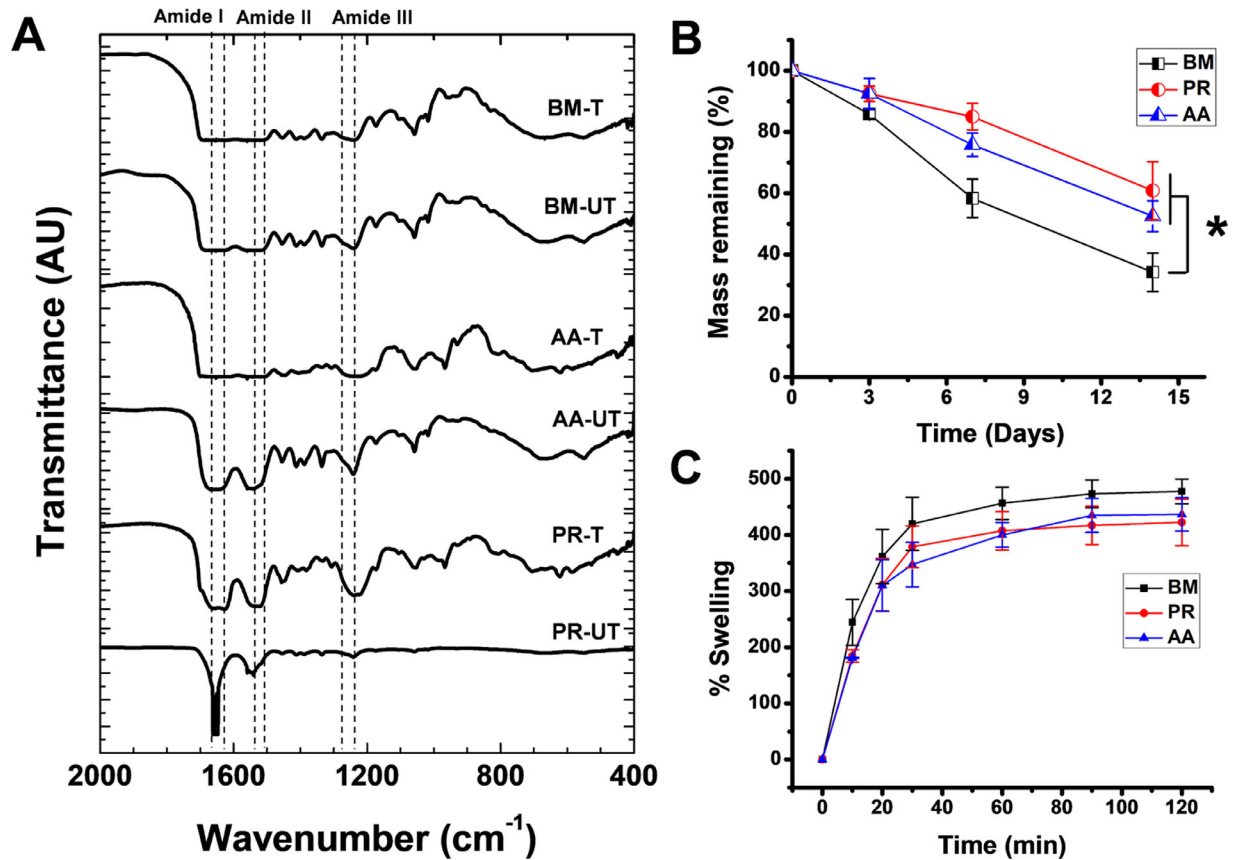 A
Amide I Amide II Amide III
BM-T
BM-UT
AA-T
AA-UT
PR-T
PR-UT
Transmittance (AU)
2000 1600 1200 800 400
Wavenumber (cm⁻¹)
B
BM
PR
AA
100
80
60
40
20
0
Mass remaining (%)
*
0 3 6 9 12 15
Time (Days)
C
500
400
300
200
100
0
% Swelling
BM
PR
AA
0 20 40 60 80 100 120
Time (min)